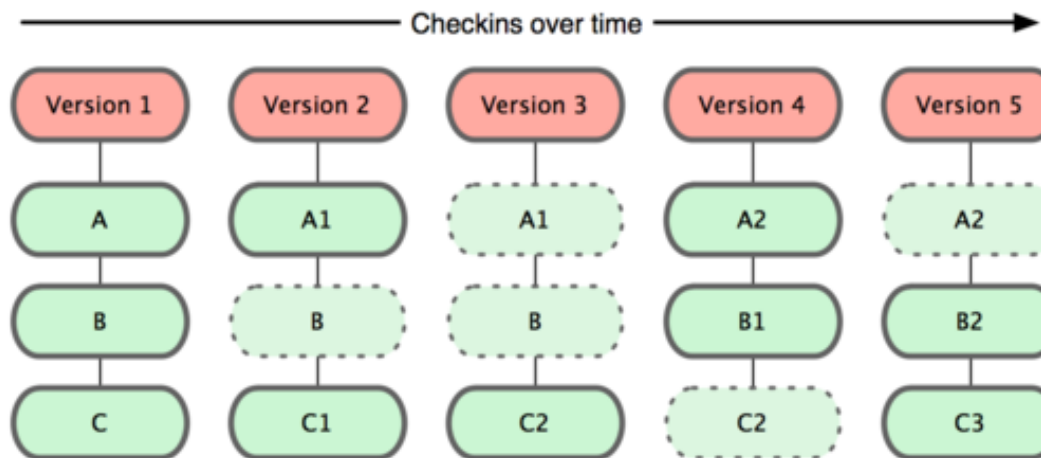 Checkins over time
Version 1 Version 2 Version 3 Version 4 Version 5
A A1 A1 A2 A2
B B B B1 B2
C C1 C2 C2 C3